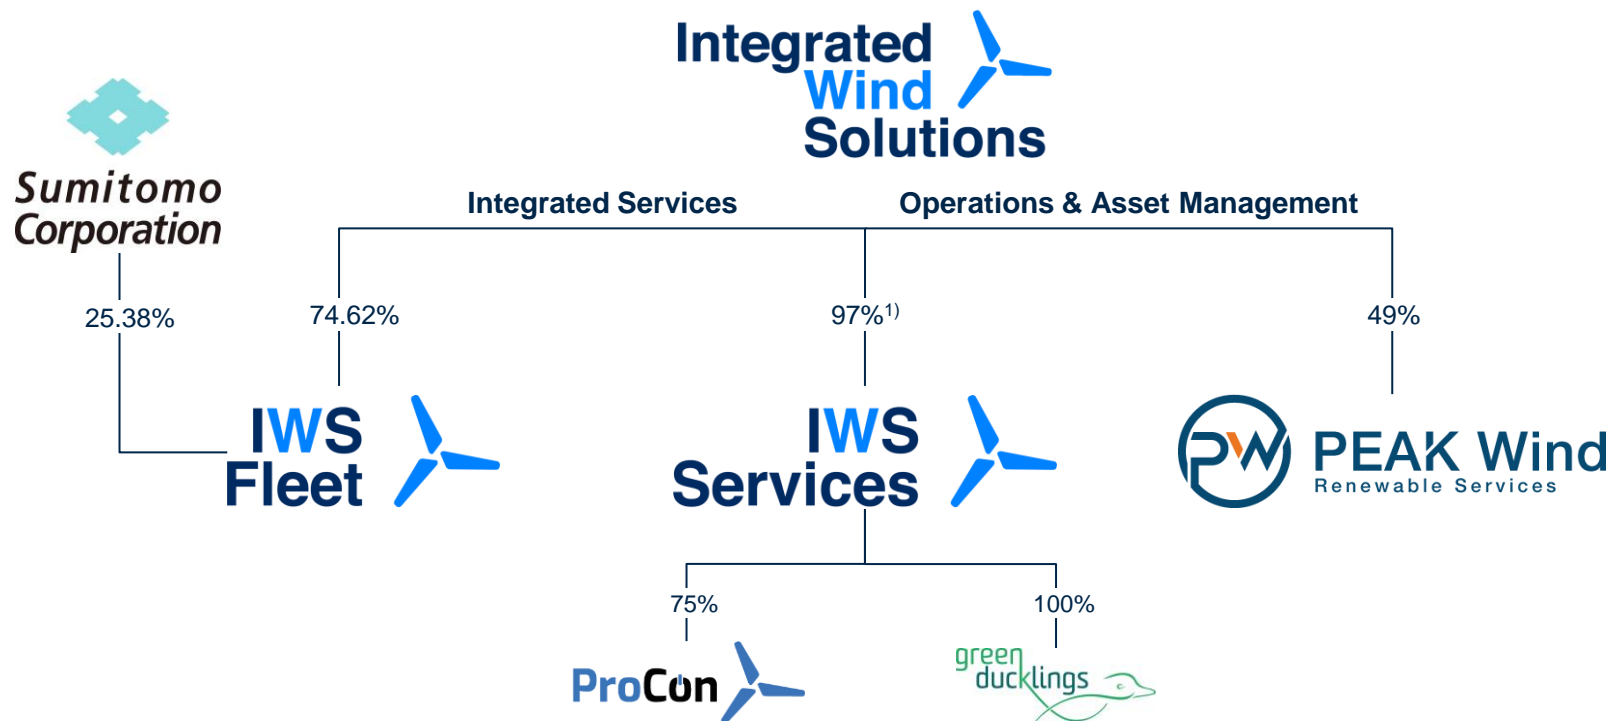 Integrated
Wind
Solutions
Sumitomo
Corporation
Integrated Services
Operations & Asset Management
25.38%
74.62%
97%1)
49%
IWS
Fleet
IWS
Services
PW
PEAK Wind
Renewable Services
75%
100%
ProCon
green
ducklings